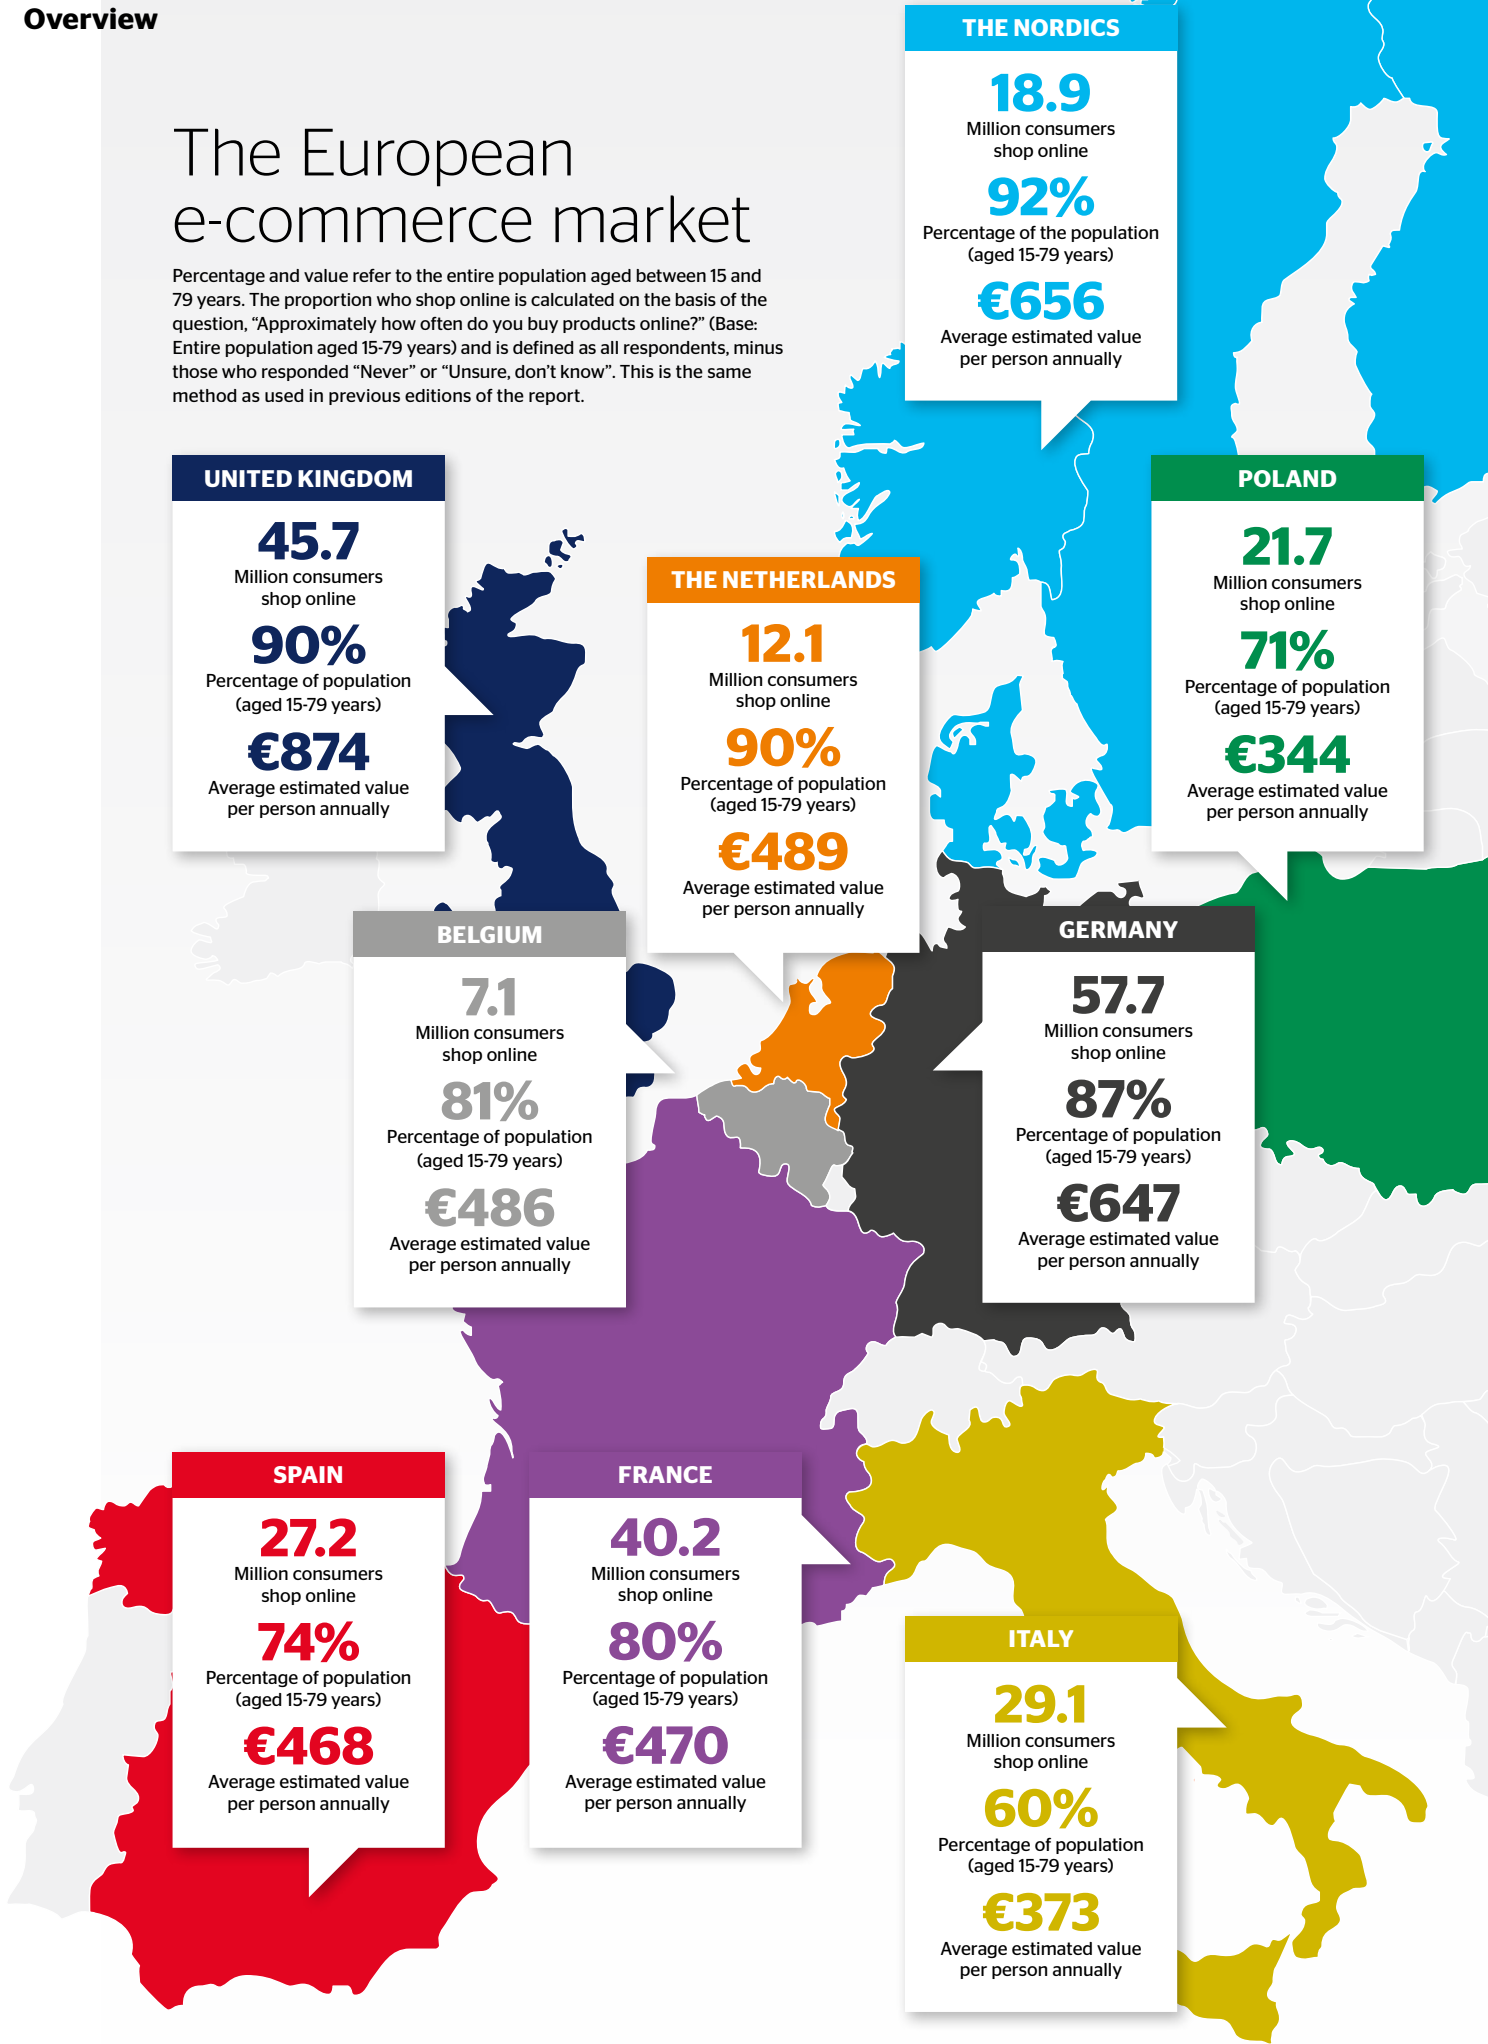 Overview
The European
e-commerce market
Percentage and value refer to the entire population aged between 15 and
79 years. The proportion who shop online is calculated on the basis of the
question, “Approximately how often do you buy products online?” (Base:
Entire population aged 15-79 years) and is defined as all respondents, minus
those who responded “Never” or “Unsure, don’t know”. This is the same
method as used in previous editions of the report.
THE NORDICS
18.9
Million consumers
shop online
92%
Percentage of the population
(aged 15-79 years)
€656
Average estimated value
per person annually
UNITED KINGDOM
45.7
Million consumers
shop online
90%
Percentage of population
(aged 15-79 years)
€874
Average estimated value
per person annually
THE NETHERLANDS
12.1
Million consumers
shop online
90%
Percentage of population
(aged 15-79 years)
€489
Average estimated value
per person annually
POLAND
21.7
Million consumers
shop online
71%
Percentage of population
(aged 15-79 years)
€344
Average estimated value
per person annually
BELGIUM
7.1
Million consumers
shop online
81%
Percentage of population
(aged 15-79 years)
€486
Average estimated value
per person annually
GERMANY
57.7
Million consumers
shop online
87%
Percentage of population
(aged 15-79 years)
€647
Average estimated value
per person annually
SPAIN
27.2
Million consumers
shop online
74%
Percentage of population
(aged 15-79 years)
€468
Average estimated value
per person annually
FRANCE
40.2
Million consumers
shop online
80%
Percentage of population
(aged 15-79 years)
€470
Average estimated value
per person annually
ITALY
29.1
Million consumers
shop online
60%
Percentage of population
(aged 15-79 years)
€373
Average estimated value
per person annually